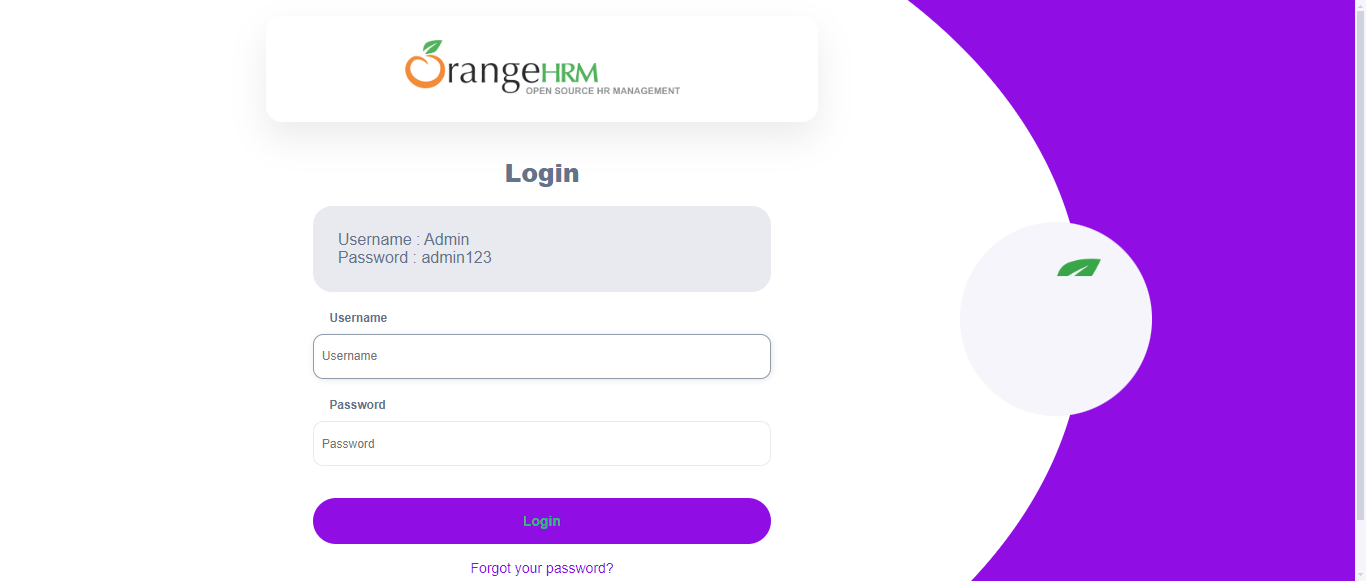 OrangeHRM
OPEN SOURCE HR MANAGEMENT
Login
Username : Admin
Password : admin123
Username
Username
Password
Password
Login
Forgot your password?